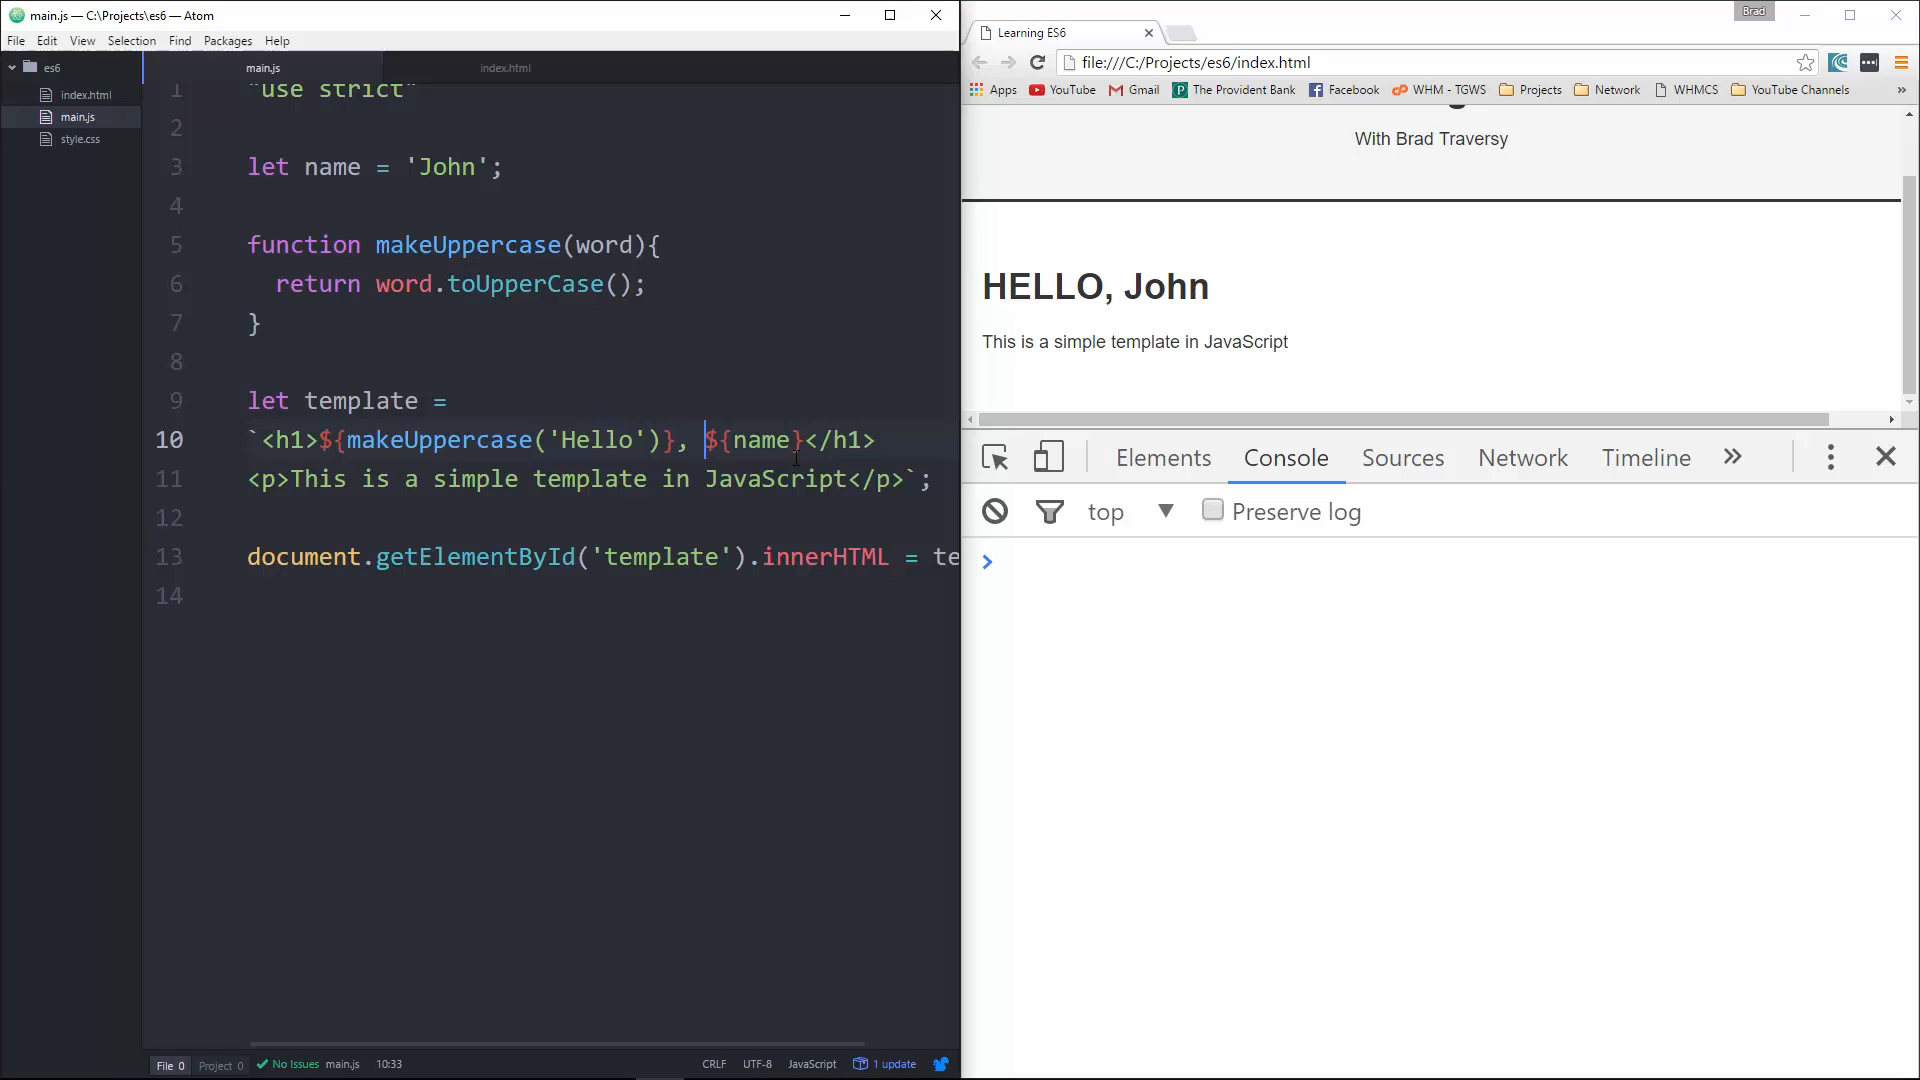 main.js — C:\Projects\es6 — Atom
File Edit View Selection Find Packages Help
es6
index.html
main.js
style.css
main.js index.html
1 "use strict"
2
3 let name = 'John';
4
5 function makeUppercase(word){
6 return word.toUpperCase();
7 }
8
9 let template =
10 `<h1>${makeUppercase('Hello')}, ${name}</h1>
11 <p>This is a simple template in JavaScript</p>`;
12
13 document.getElementById('template').innerHTML = te
14
File 0 Project 0 No Issues main.js 10:33 CRLF UTF-8 JavaScript 1 update
Brad
Learning ES6
file:///C:/Projects/es6/index.html
Apps YouTube Gmail The Provident Bank Facebook WHM - TGWS Projects Network WHMCS YouTube Channels »
With Brad Traversy
HELLO, John
This is a simple template in JavaScript
Elements Console Sources Network Timeline »
top Preserve log
>